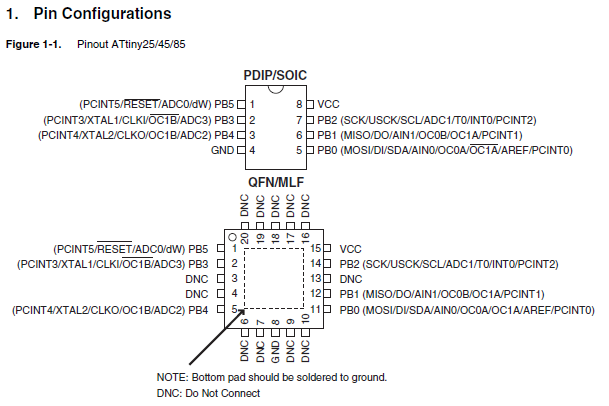 1. Pin Configurations
Figure 1-1. Pinout ATtiny25/45/85
PDIP/SOIC
(PCINT5/RESET/ADC0/dW) PB5 1 8 VCC
(PCINT3/XTAL1/CLKI/OC1B/ADC3) PB3 2 7 PB2 (SCK/USCK/SCL/ADC1/T0/INT0/PCINT2)
(PCINT4/XTAL2/CLKO/OC1B/ADC2) PB4 3 6 PB1 (MISO/DO/AIN1/OC0B/OC1A/PCINT1)
GND 4 5 PB0 (MOSI/DI/SDA/AIN0/OC0A/OC1A/AREF/PCINT0)
QFN/MLF
DNC DNC DNC DNC DNC
20 19 18 17 16
(PCINT5/RESET/ADC0/dW) PB5 1 15 VCC
(PCINT3/XTAL1/CLKI/OC1B/ADC3) PB3 2 14 PB2 (SCK/USCK/SCL/ADC1/T0/INT0/PCINT2)
DNC 3 13 DNC
DNC 4 12 PB1 (MISO/DO/AIN1/OC0B/OC1A/PCINT1)
(PCINT4/XTAL2/CLKO/OC1B/ADC2) PB4 5 11 PB0 (MOSI/DI/SDA/AIN0/OC0A/OC1A/AREF/PCINT0)
6 7 8 9 10
DNC DNC GND DNC DNC
NOTE: Bottom pad should be soldered to ground.
DNC: Do Not Connect